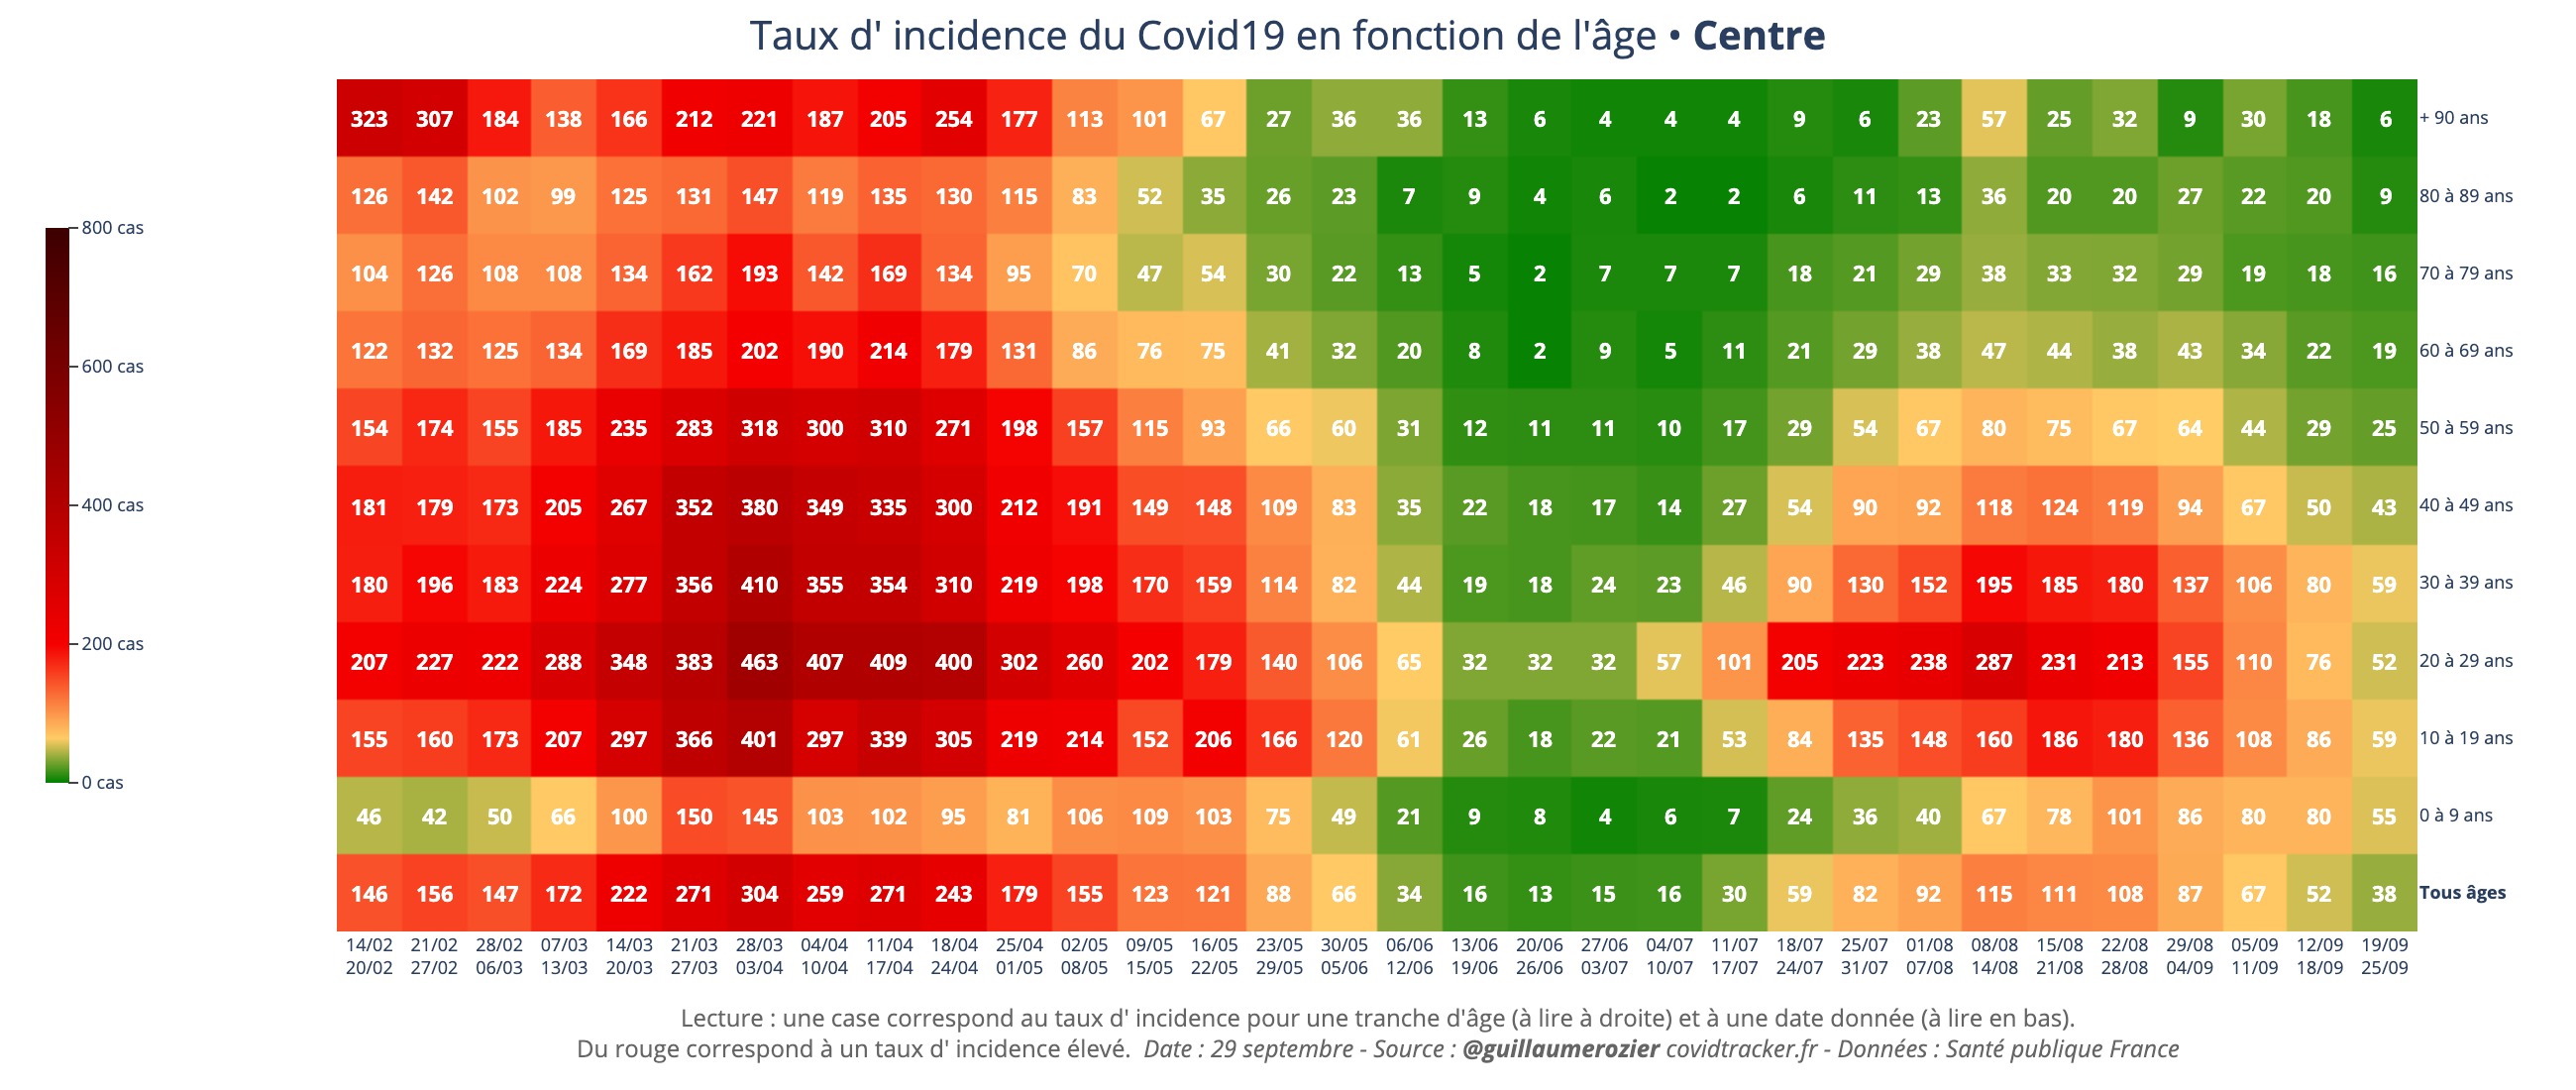 Taux d' incidence du Covid19 en fonction de l'âge • Centre
323 307 184 138 166 212 221 187 205 254 177 113 101 67 27 36 36 13 6 4 4 4 9 6 23 57 25 32 9 30 18 6 + 90 ans
126 142 102 99 125 131 147 119 135 130 115 83 52 35 26 23 7 9 4 6 2 2 6 11 13 36 20 20 27 22 20 9 80 à 89 ans
800 cas
104 126 108 108 134 162 193 142 169 134 95 70 47 54 30 22 13 5 2 7 7 7 18 21 29 38 33 32 29 19 18 16 70 à 79 ans
122 132 125 134 169 185 202 190 214 179 131 86 76 75 41 32 20 8 2 9 5 11 21 29 38 47 44 38 43 34 22 19 60 à 69 ans
600 cas
154 174 155 185 235 283 318 300 310 271 198 157 115 93 66 60 31 12 11 11 10 17 29 54 67 80 75 67 64 44 29 25 50 à 59 ans
400 cas
181 179 173 205 267 352 380 349 335 300 212 191 149 148 109 83 35 22 18 17 14 27 54 90 92 118 124 119 94 67 50 43 40 à 49 ans
180 196 183 224 277 356 410 355 354 310 219 198 170 159 114 82 44 19 18 24 23 46 90 130 152 195 185 180 137 106 80 59 30 à 39 ans
200 cas
207 227 222 288 348 383 463 407 409 400 302 260 202 179 140 106 65 32 32 32 57 101 205 223 238 287 231 213 155 110 76 52 20 à 29 ans
155 160 173 207 297 366 401 297 339 305 219 214 152 206 166 120 61 26 18 22 21 53 84 135 148 160 186 180 136 108 86 59 10 à 19 ans
0 cas
46 42 50 66 100 150 145 103 102 95 81 106 109 103 75 49 21 9 8 4 6 7 24 36 40 67 78 101 86 80 80 55 0 à 9 ans
146 156 147 172 222 271 304 259 271 243 179 155 123 121 88 66 34 16 13 15 16 30 59 82 92 115 111 108 87 67 52 38 Tous âges
14/02 21/02 28/02 07/03 14/03 21/03 28/03 04/04 11/04 18/04 25/04 02/05 09/05 16/05 23/05 30/05 06/06 13/06 20/06 27/06 04/07 11/07 18/07 25/07 01/08 08/08 15/08 22/08 29/08 05/09 12/09 19/09
20/02 27/02 06/03 13/03 20/03 27/03 03/04 10/04 17/04 24/04 01/05 08/05 15/05 22/05 29/05 05/06 12/06 19/06 26/06 03/07 10/07 17/07 24/07 31/07 07/08 14/08 21/08 28/08 04/09 11/09 18/09 25/09
Lecture : une case correspond au taux d' incidence pour une tranche d'âge (à lire à droite) et à une date donnée (à lire en bas).
Du rouge correspond à un taux d' incidence élevé. Date : 29 septembre - Source : @guillaumerozier covidtracker.fr - Données : Santé publique France